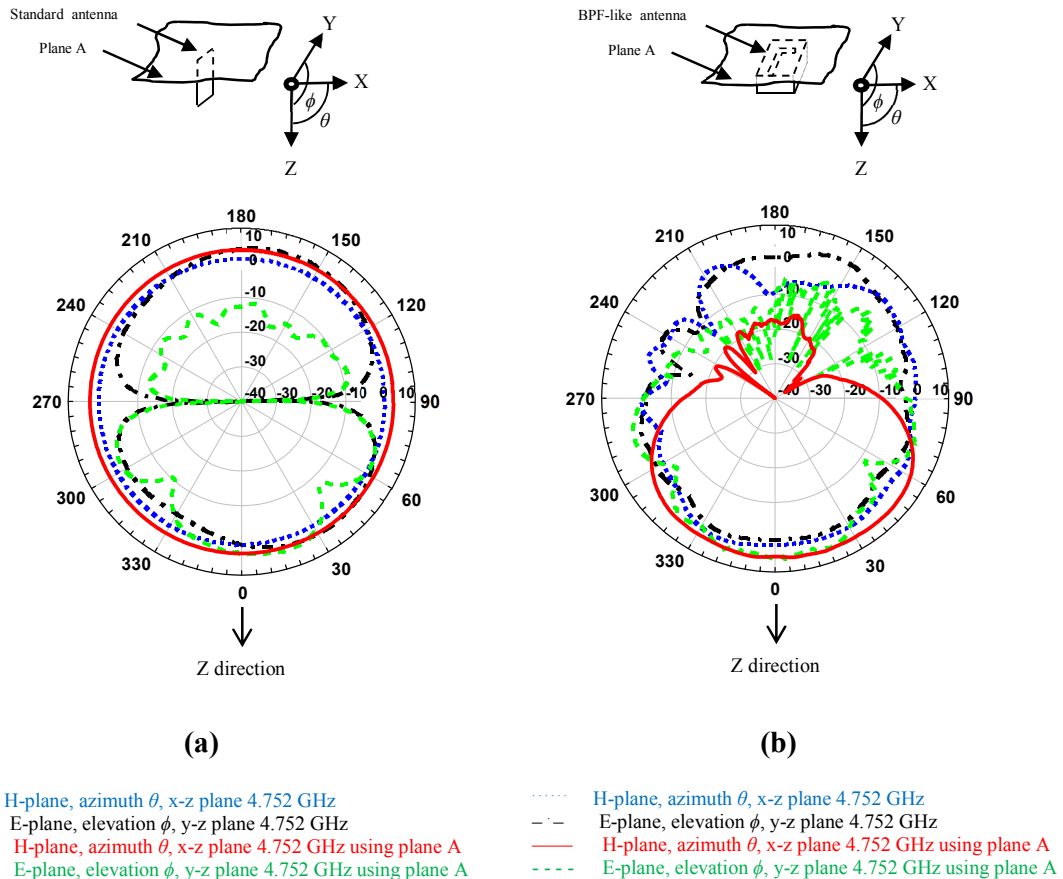 Standard antenna
Plane A
Y
X
ϕ
θ
Z
BPF-like antenna
Plane A
Y
X
ϕ
θ
Z
180
210
150
240
120
270
90
300
60
330
30
0
10
0
-10
-20
-30
-40 -30 -20 -10 0 10
Z direction
(a)
180
210
150
240
120
270
90
300
60
330
30
0
10
0
-10
-20
-30
-40 -30 -20 -10 0 10
Z direction
(b)
H-plane, azimuth θ, x-z plane 4.752 GHz
E-plane, elevation ϕ, y-z plane 4.752 GHz
H-plane, azimuth θ, x-z plane 4.752 GHz using plane A
E-plane, elevation ϕ, y-z plane 4.752 GHz using plane A
H-plane, azimuth θ, x-z plane 4.752 GHz
E-plane, elevation ϕ, y-z plane 4.752 GHz
H-plane, azimuth θ, x-z plane 4.752 GHz using plane A
E-plane, elevation ϕ, y-z plane 4.752 GHz using plane A